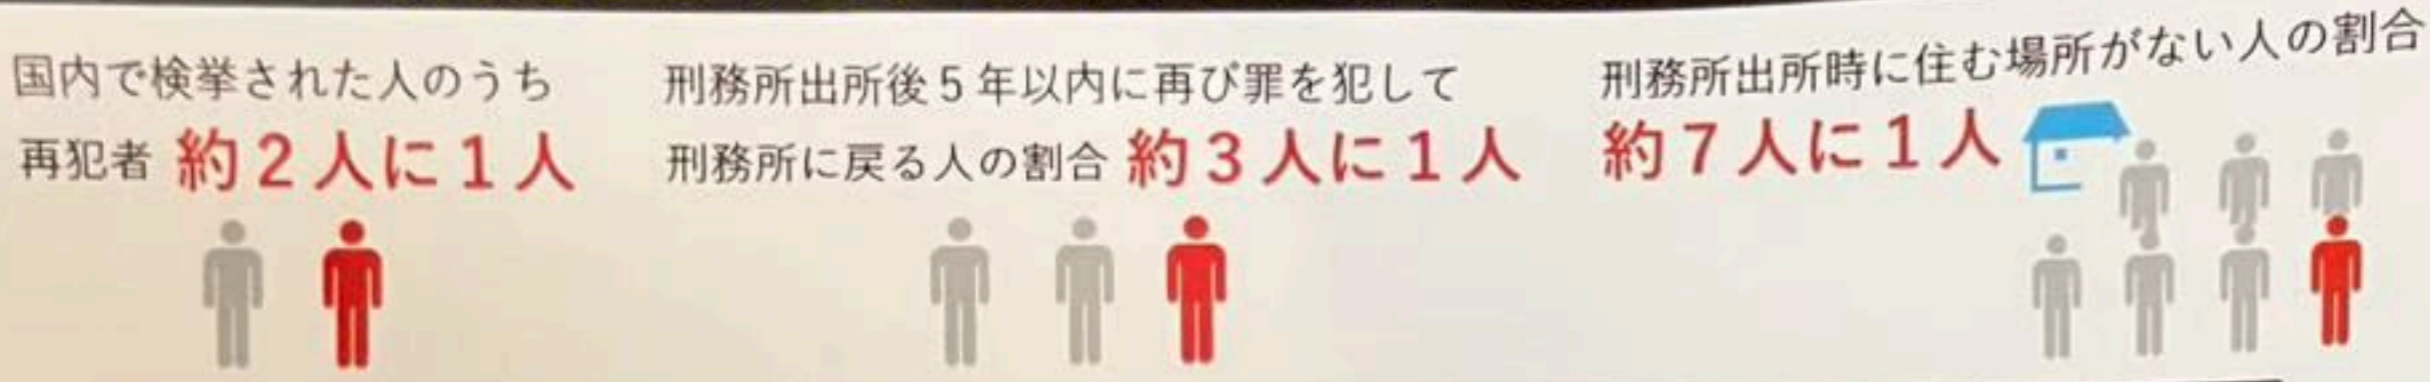 国内で検挙された人のうち
再犯者 約2人に1人
刑務所出所後5年以内に再び罪を犯して
刑務所に戻る人の割合 約3人に1人
刑務所出所時に住む場所がない人の割合
約7人に1人